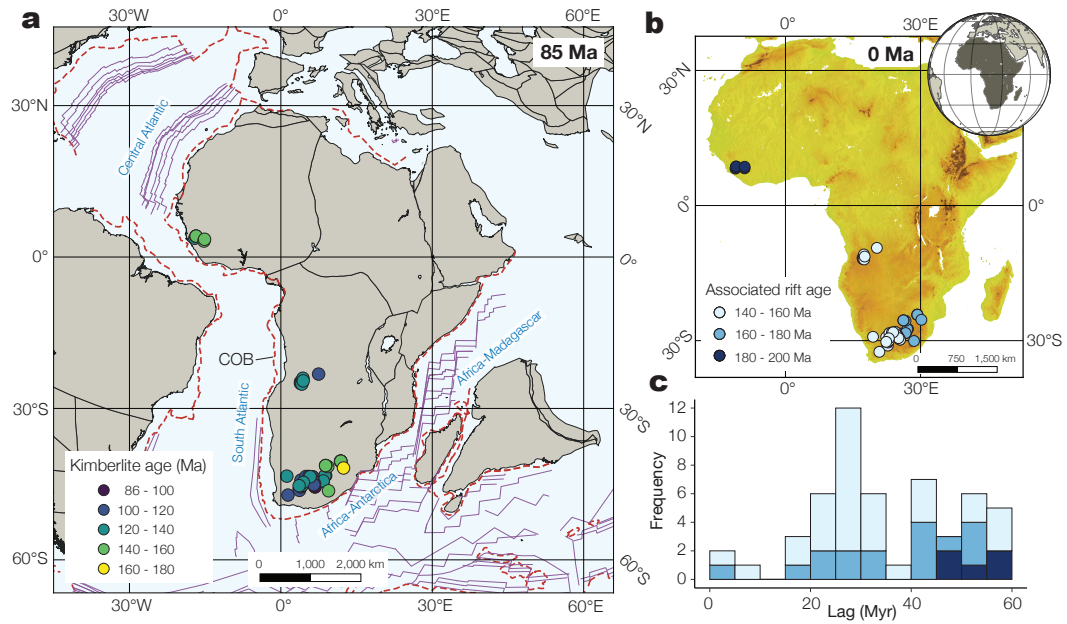 a
30°W
0°
30°E
60°E
85 Ma
30°N
30°N
Central Atlantic
0°
0°
COB
Africa-Madagascar
30°S
30°S
South Atlantic
Africa-Antarctica
Kimberlite age (Ma)
86 - 100
100 - 120
120 - 140
140 - 160
160 - 180
60°S
60°S
0
1,000
2,000 km
30°W
0°
30°E
60°E
b
0°
30°E
0 Ma
30°N
0°
0°
Associated rift age
140 - 160 Ma
160 - 180 Ma
180 - 200 Ma
30°S
30°S
0
750
1,500 km
0°
30°E
c
12
10
8
6
4
2
0
Frequency
0
20
40
60
Lag (Myr)